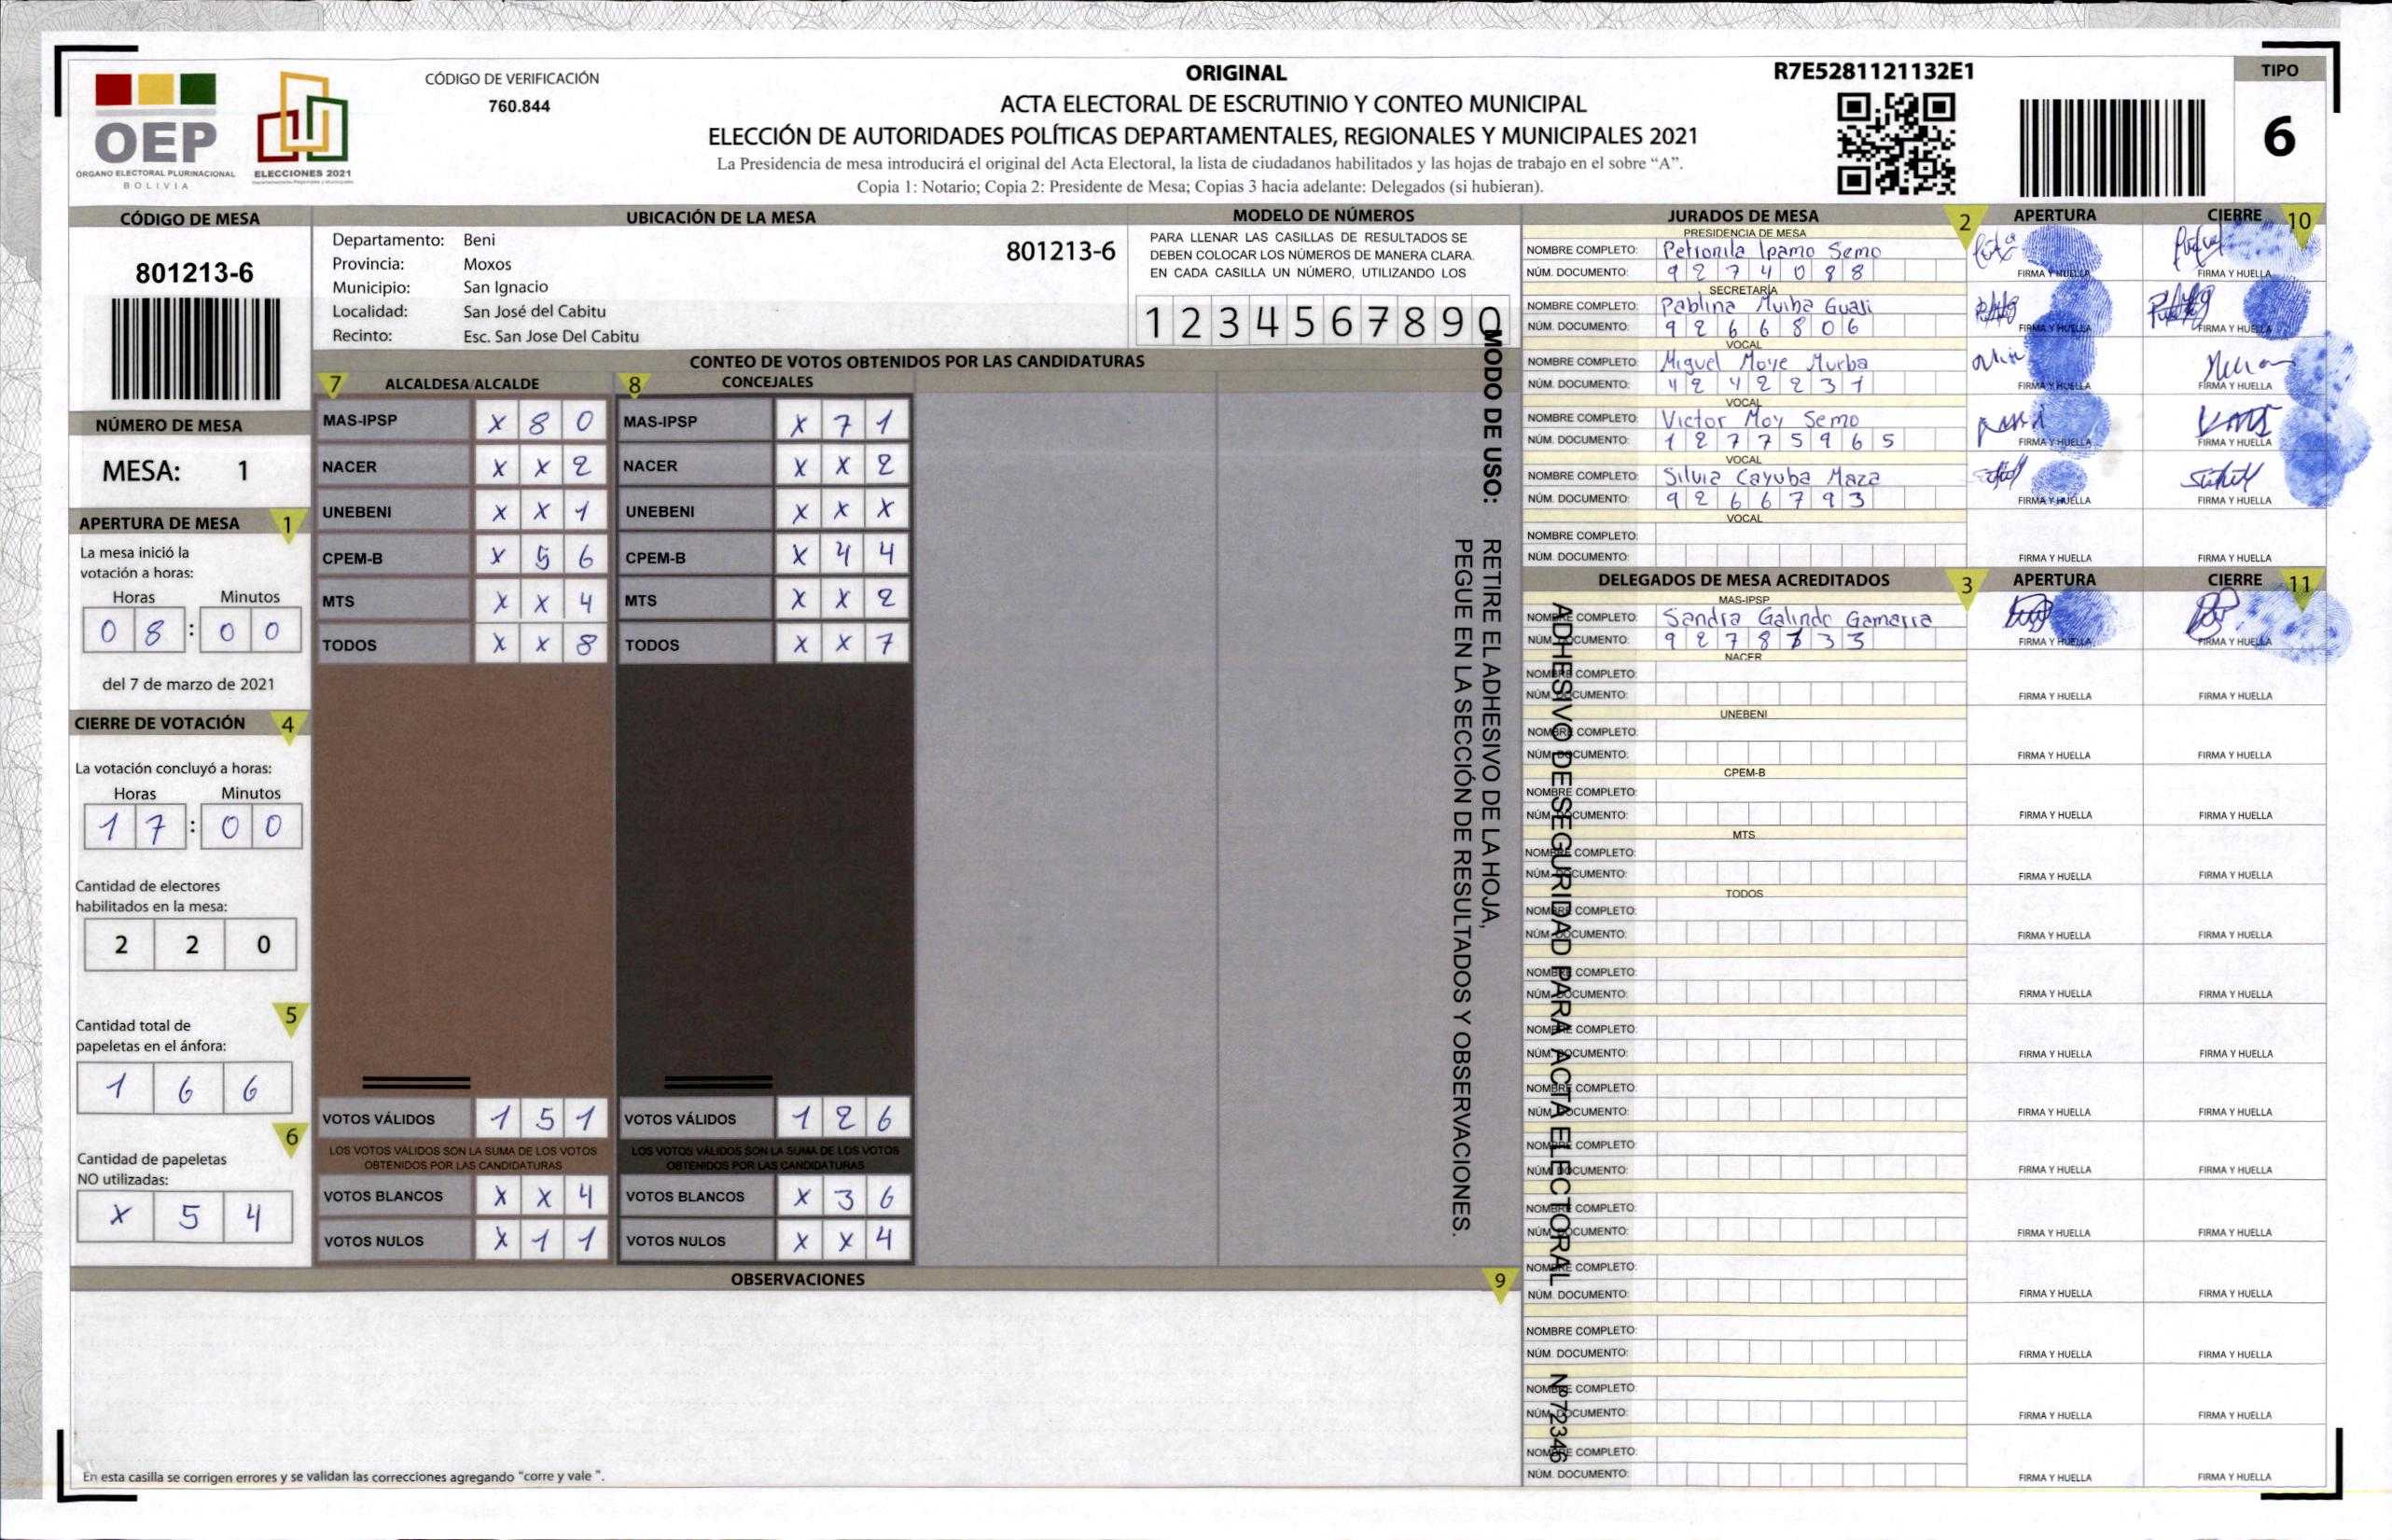 CÓDIGO DE VERIFICACIÓN
760.844
OEP
ÓRGANO ELECTORAL PLURINACIONAL
BOLIVIA
ELECCIONES 2021
ORIGINAL
ACTA ELECTORAL DE ESCRUTINIO Y CONTEO MUNICIPAL
ELECCIÓN DE AUTORIDADES POLÍTICAS DEPARTAMENTALES, REGIONALES Y MUNICIPALES 2021
La Presidencia de mesa introducirá el original del Acta Electoral, la lista de ciudadanos habilitados y las hojas de trabajo en el sobre “A”.
Copia 1: Notario; Copia 2: Presidente de Mesa; Copias 3 hacia adelante: Delegados (si hubieran).
R7E5281121132E1
TIPO
6
CÓDIGO DE MESA
801213-6
NÚMERO DE MESA
MESA: 1
APERTURA DE MESA 1
La mesa inició la
votación a horas:
Horas Minutos
0 8 : 0 0
del 7 de marzo de 2021
CIERRE DE VOTACIÓN 4
La votación concluyó a horas:
Horas Minutos
1 7 : 0 0
Cantidad de electores
habilitados en la mesa:
2 2 0
5
Cantidad total de
papeletas en el ánfora:
1 6 6
6
Cantidad de papeletas
NO utilizadas:
X 5 4
UBICACIÓN DE LA MESA
Departamento: Beni
Provincia: Moxos
Municipio: San Ignacio
Localidad: San José del Cabitu
Recinto: Esc. San Jose Del Cabitu
801213-6
MODELO DE NÚMEROS
PARA LLENAR LAS CASILLAS DE RESULTADOS SE
DEBEN COLOCAR LOS NÚMEROS DE MANERA CLARA.
EN CADA CASILLA UN NÚMERO, UTILIZANDO LOS
1 2 3 4 5 6 7 8 9 0
CONTEO DE VOTOS OBTENIDOS POR LAS CANDIDATURAS
7 ALCALDESA/ALCALDE
MAS-IPSP X 8 0
NACER X X 2
UNEBENI X X 1
CPEM-B X 5 6
MTS X X 4
TODOS X X 8
VOTOS VÁLIDOS 1 5 1
LOS VOTOS VÁLIDOS SON LA SUMA DE LOS VOTOS
OBTENIDOS POR LAS CANDIDATURAS
VOTOS BLANCOS X X 4
VOTOS NULOS X 1 1
8 CONCEJALES
MAS-IPSP X 7 1
NACER X X 2
UNEBENI X X X
CPEM-B X 4 4
MTS X X 2
TODOS X X 7
VOTOS VÁLIDOS 1 2 6
LOS VOTOS VÁLIDOS SON LA SUMA DE LOS VOTOS
OBTENIDOS POR LAS CANDIDATURAS
VOTOS BLANCOS X 3 6
VOTOS NULOS X X 4
MODO DE USO: RETIRE EL ADHESIVO DE LA HOJA,
PEGUE EN LA SECCIÓN DE RESULTADOS Y OBSERVACIONES.
ADHESIVO DE SEGURIDAD PARA ACTA ELECTORAL Nº 72346
OBSERVACIONES 9
En esta casilla se corrigen errores y se validan las correcciones agregando "corre y vale ".
JURADOS DE MESA 2 APERTURA CIERRE 10
PRESIDENCIA DE MESA
NOMBRE COMPLETO: Petronila Ipamo Semo
NÚM. DOCUMENTO: 9 2 7 4 0 8 8 FIRMA Y HUELLA FIRMA Y HUELLA
SECRETARÍA
NOMBRE COMPLETO: Pablina Muiba Guaji
NÚM. DOCUMENTO: 9 2 6 6 8 0 6 FIRMA Y HUELLA FIRMA Y HUELLA
VOCAL
NOMBRE COMPLETO: Miguel Moye Murba
NÚM. DOCUMENTO: 4 2 4 2 2 3 1 FIRMA Y HUELLA FIRMA Y HUELLA
VOCAL
NOMBRE COMPLETO: Victor Moy Semo
NÚM. DOCUMENTO: 1 2 7 7 5 9 6 5 FIRMA Y HUELLA FIRMA Y HUELLA
VOCAL
NOMBRE COMPLETO: Silvia Cayuba Maza
NÚM. DOCUMENTO: 9 2 6 6 7 9 3 FIRMA Y HUELLA FIRMA Y HUELLA
VOCAL
NOMBRE COMPLETO:
NÚM. DOCUMENTO: FIRMA Y HUELLA FIRMA Y HUELLA
DELEGADOS DE MESA ACREDITADOS 3 APERTURA CIERRE 11
MAS-IPSP
NOMBRE COMPLETO: Sandra Galindo Gamarra
NÚM. DOCUMENTO: 9 2 7 8 1 3 3 FIRMA Y HUELLA FIRMA Y HUELLA
NACER
NOMBRE COMPLETO:
NÚM. DOCUMENTO: FIRMA Y HUELLA FIRMA Y HUELLA
UNEBENI
NOMBRE COMPLETO:
NÚM. DOCUMENTO: FIRMA Y HUELLA FIRMA Y HUELLA
CPEM-B
NOMBRE COMPLETO:
NÚM. DOCUMENTO: FIRMA Y HUELLA FIRMA Y HUELLA
MTS
NOMBRE COMPLETO:
NÚM. DOCUMENTO: FIRMA Y HUELLA FIRMA Y HUELLA
TODOS
NOMBRE COMPLETO:
NÚM. DOCUMENTO: FIRMA Y HUELLA FIRMA Y HUELLA
NOMBRE COMPLETO:
NÚM. DOCUMENTO: FIRMA Y HUELLA FIRMA Y HUELLA
NOMBRE COMPLETO:
NÚM. DOCUMENTO: FIRMA Y HUELLA FIRMA Y HUELLA
NOMBRE COMPLETO:
NÚM. DOCUMENTO: FIRMA Y HUELLA FIRMA Y HUELLA
NOMBRE COMPLETO:
NÚM. DOCUMENTO: FIRMA Y HUELLA FIRMA Y HUELLA
NOMBRE COMPLETO:
NÚM. DOCUMENTO: FIRMA Y HUELLA FIRMA Y HUELLA
NOMBRE COMPLETO:
NÚM. DOCUMENTO: FIRMA Y HUELLA FIRMA Y HUELLA
NOMBRE COMPLETO:
NÚM. DOCUMENTO: FIRMA Y HUELLA FIRMA Y HUELLA
NOMBRE COMPLETO:
NÚM. DOCUMENTO: FIRMA Y HUELLA FIRMA Y HUELLA
NOMBRE COMPLETO:
NÚM. DOCUMENTO: FIRMA Y HUELLA FIRMA Y HUELLA